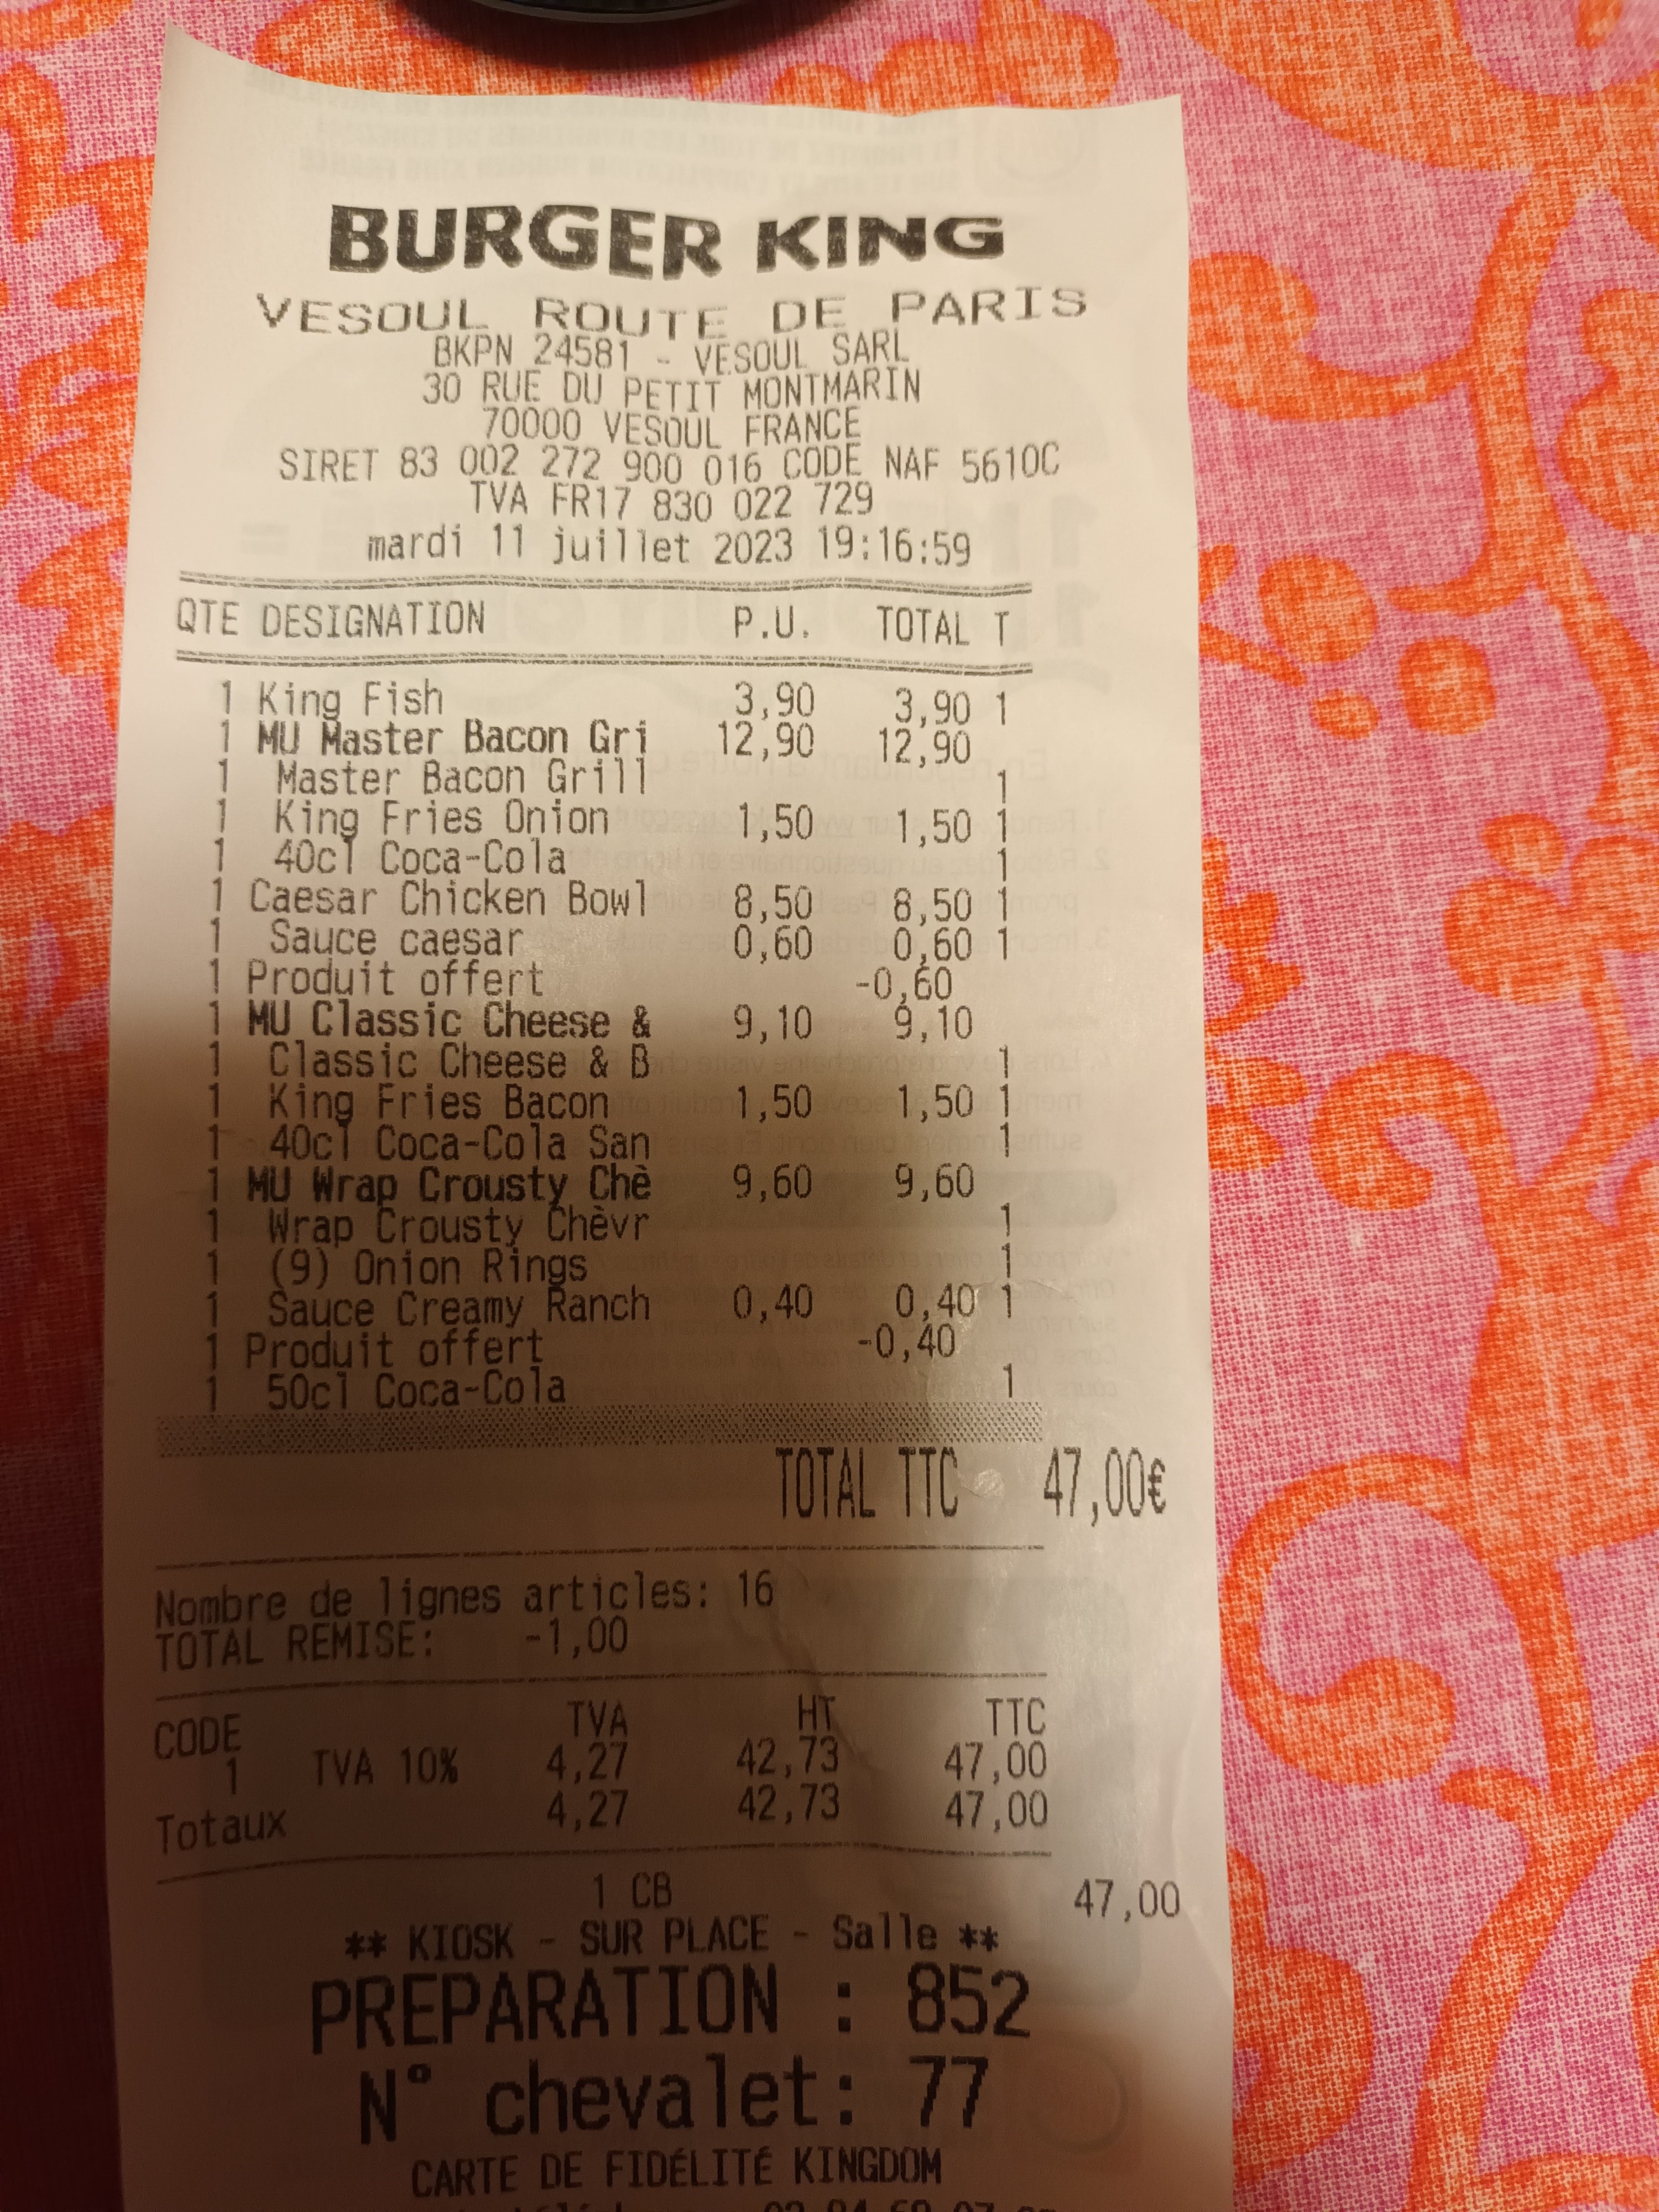 BURGER KING
VESOUL ROUTE DE PARIS
BKPN 24581 - VESOUL SARL
30 RUE DU PETIT MONTMARIN
70000 VESOUL FRANCE
SIRET 83 002 272 900 016 CODE NAF 5610C
TVA FR17 830 022 729
mardi 11 juillet 2023 19:16:59
QTE DESIGNATION P.U. TOTAL T
1 King Fish 3,90 3,90 1
1 MU Master Bacon Gri 12,90 12,90
1 Master Bacon Grill 1
1 King Fries Onion 1,50 1,50 1
1 40cl Coca-Cola 1
1 Caesar Chicken Bowl 8,50 8,50 1
1 Sauce caesar 0,60 0,60 1
1 Produit offert -0,60
1 MU Classic Cheese & 9,10 9,10
1 Classic Cheese & B 1
1 King Fries Bacon 1,50 1,50 1
1 40cl Coca-Cola San 1
1 MU Wrap Crousty Chè 9,60 9,60
1 Wrap Crousty Chèvr 1
1 (9) Onion Rings 1
1 Sauce Creamy Ranch 0,40 0,40 1
1 Produit offert -0,40
1 50cl Coca-Cola 1
TOTAL TTC 47,00€
Nombre de lignes articles: 16
TOTAL REMISE: -1,00
CODE TVA HT TTC
1 TVA 10% 4,27 42,73 47,00
Totaux 4,27 42,73 47,00
1 CB 47,00
** KIOSK - SUR PLACE - Salle **
PREPARATION : 852
N° chevalet: 77
CARTE DE FIDÉLITÉ KINGDOM